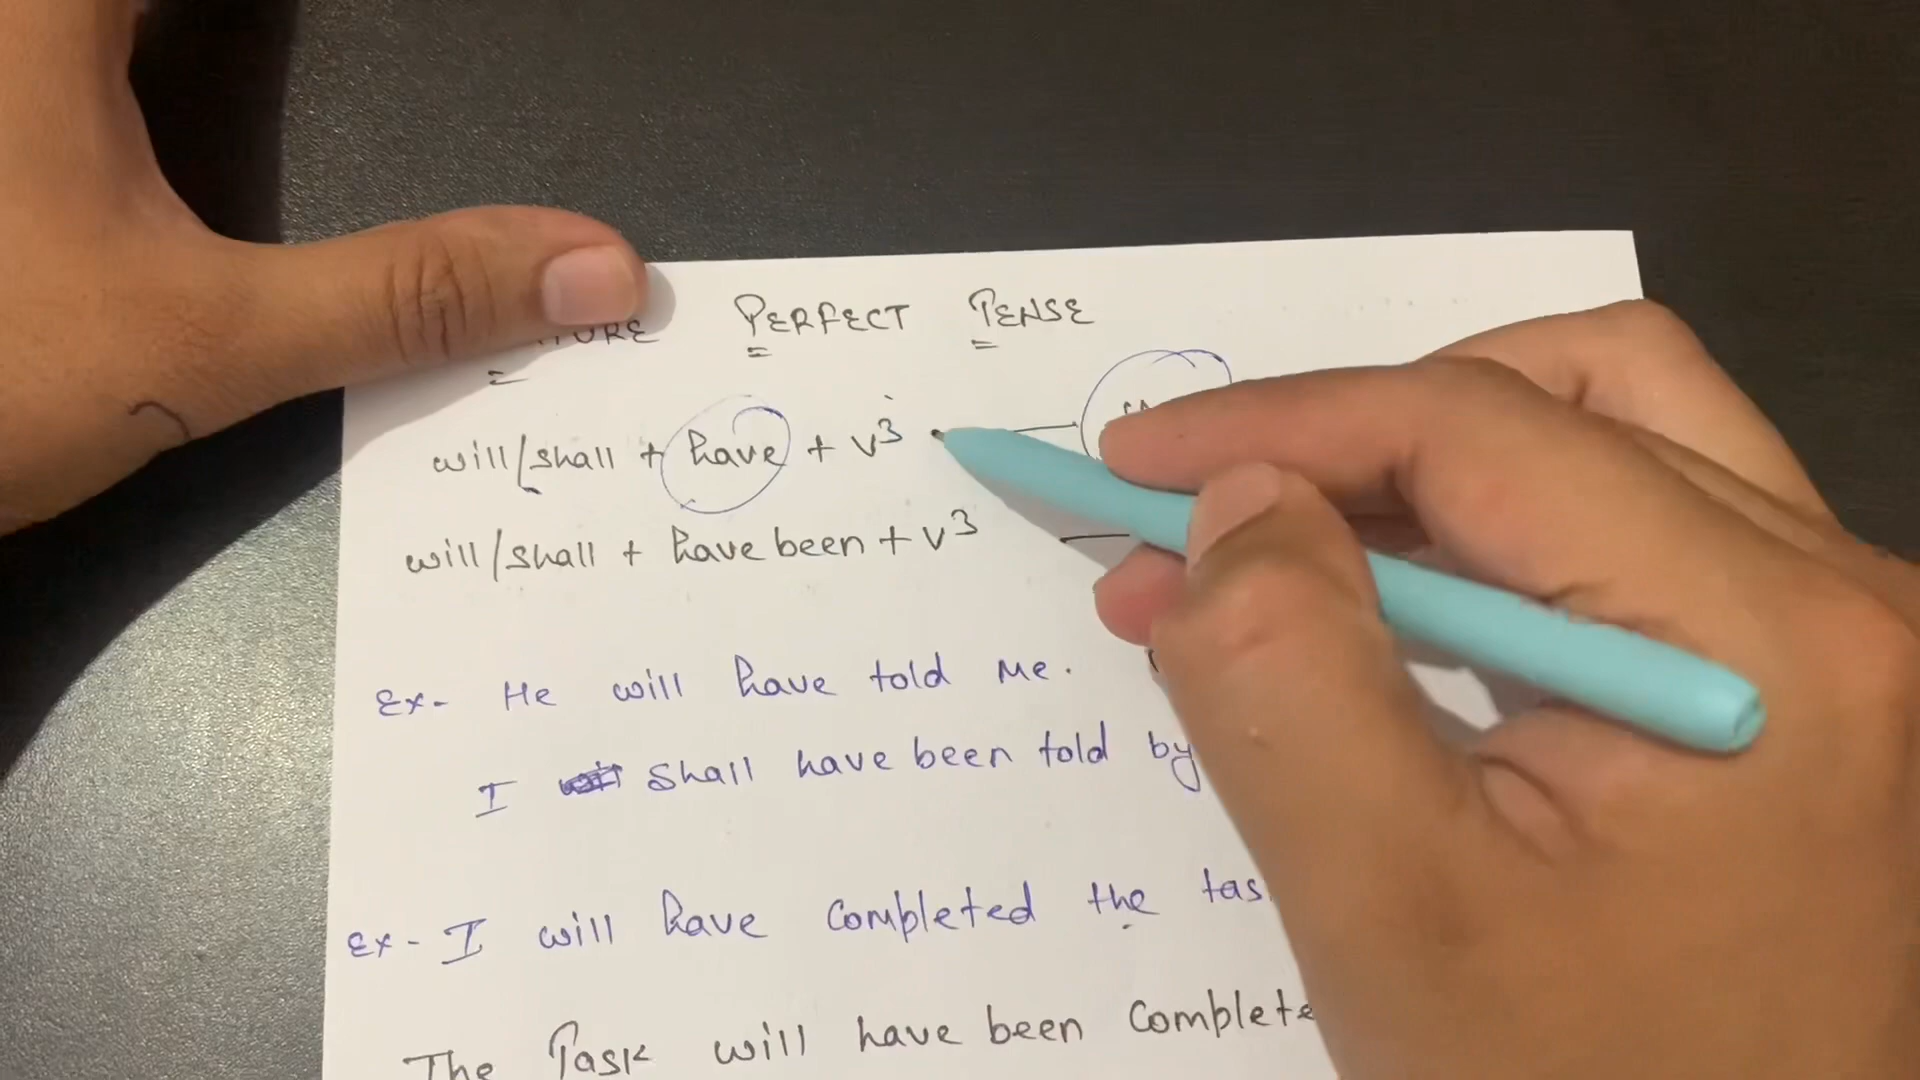 PERFECT TENSE
will/shall + have + v³
will/shall + have been + v³
Ex- He will have told me.
I shall have been told by
Ex- I will have completed the
The Task will have been